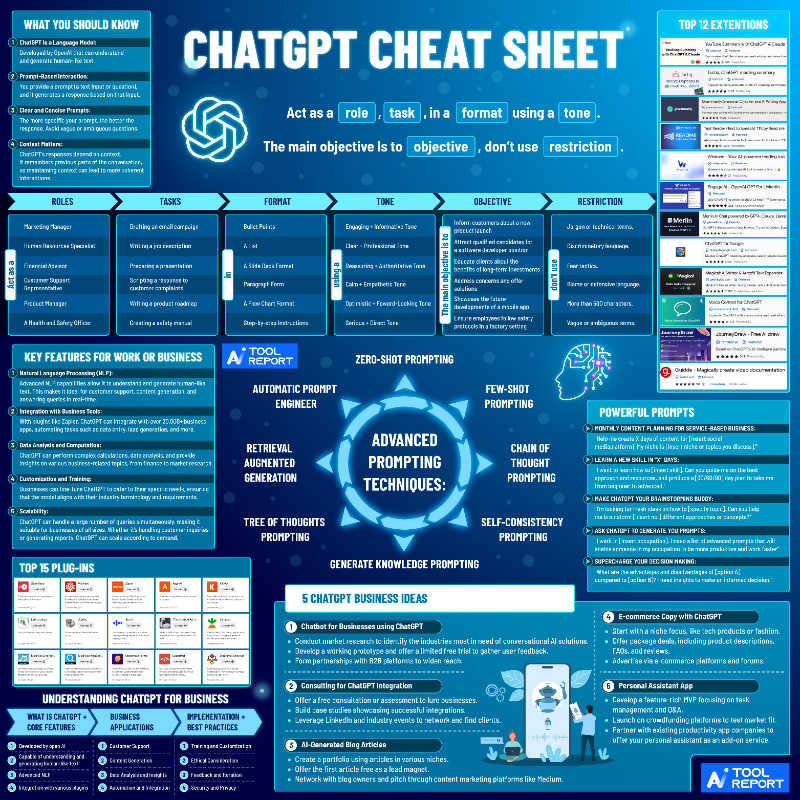 WHAT YOU SHOULD KNOW
1 ChatGPT is a Language Model:
Developed by OpenAI that can understand
and generate human-like text.
2 Prompt-Based Interaction:
You provide a prompt (a text input or question),
and it generates a response based on that input.
3 Clear and Concise Prompts:
The more specific your prompt, the better the
response. Avoid vague or ambiguous questions.
4 Context Matters:
ChatGPT's responses depend on context.
It remembers previous parts of the conversation,
so maintaining context can lead to more coherent
interactions.
CHATGPT CHEAT SHEET
Act as a role, task, in a format using a tone.
The main objective Is to objective, don't use restriction.
TOP 12 EXTENTIONS
YouTube Summary with ChatGPT & Claude
Tactiq: ChatGPT meeting summary
Engage AI - OpenAI GPT For Linkedin
Merlin
ChatGPT for Google
Voice Control for ChatGPT
JourneyDraw - Free AI draw
Guidde - Magically create video documentation
ROLES
TASKS
FORMAT
TONE
OBJECTIVE
RESTRICTION
Act as a
Marketing Manager
Human Resources Specialist
Financial Advisor
Customer Support
Representative
Product Manager
A Health and Safety Officer
Drafting an email campaign
Writing a job description
Preparing a presentation
Scripting a response to
customer complaints
Writing a product roadmap
Creating a safety manual
in
Bullet Points
A List
A Slide Deck Format
Paragraph Form
A Flow Chart Format
Step-by-step Instructions
using a
Engaging + Informative Tone
Clear + Professional Tone
Reassuring + Authoritative Tone
Calm + Empathetic Tone
Optimistic + Forward-Looking Tone
Serious + Direct Tone
The main objective is to
Inform customers about a new
product launch
Attract qualified candidates for
a software developer position
Educate clients about the
benefits of long-term investments
Address concerns and offer
solutions
Showcase the future
developments of a mobile app
Ensure employees follow safety
protocols in a factory setting
don't use
Jargon or technical terms.
Discriminatory language.
Fear tactics.
Blame or defensive language.
More than 500 characters.
Vague or ambiguous terms.
KEY FEATURES FOR WORK OR BUSINESS
1 Natural Language Processing (NLP):
Advanced NLP capabilities allow it to understand and generate human-like
text. This makes it ideal for customer support, content generation, and
answering queries in real-time.
2 Integration with Business Tools:
With plugins like Zapier, ChatGPT can integrate with over 20,000+ business
apps, automating tasks such as data entry, lead generation, and more.
3 Data Analysis and Computation:
ChatGPT can perform complex calculations, data analysis, and provide
insights on various business-related topics, from finance to market research.
4 Customization and Training:
Businesses can fine-tune ChatGPT to cater to their specific needs, ensuring
that the model aligns with their industry terminology and requirements.
5 Scalability:
ChatGPT can handle a large number of queries simultaneously, making it
suitable for businesses of all sizes. Whether it's handling customer inquiries
or generating reports, ChatGPT can scale according to demand.
Ai TOOL
REPORT
ADVANCED
PROMPTING
TECHNIQUES:
ZERO-SHOT PROMPTING
FEW-SHOT
PROMPTING
CHAIN OF
THOUGHT
PROMPTING
SELF-CONSISTENCY
PROMPTING
GENERATE KNOWLEDGE PROMPTING
TREE OF THOUGHTS
PROMPTING
RETRIEVAL
AUGMENTED
GENERATION
AUTOMATIC PROMPT
ENGINEER
POWERFUL PROMPTS
MONTHLY CONTENT PLANNING FOR SERVICE-BASED BUSINESS:
"Help me create X days of content for [insert social
media platform]. My niche is [insert niche or topics you discuss]."
LEARN A NEW SKILL IN "X" DAYS:
"I want to learn how to [insert skill]. Can you guide me on the best
approach and resources, and produce a [30/60/90] day plan to take me
from beginner to advanced."
MAKE CHATGPT YOUR BRAINSTORMING BUDDY:
"I'm looking for fresh ideas on how to [specify topic]. Can you help
me brainstorm [insert no.] different approaches or concepts?"
ASK CHATGPT TO GENERATE YOU PROMPTS:
"I work in [insert occupation]. I need a list of advanced prompts that will
enable someone in my occupation to be more productive and work faster"
SUPERCHARGE YOUR DECISION MAKING:
"What are the advantages and disadvantages of [option A]
compared to [option B]? I need insights to make an informed decision."
TOP 15 PLUG-INS
UNDERSTANDING CHATGPT FOR BUSINESS
WHAT IS CHATGPT +
CORE FEATURES
BUSINESS
APPLICATIONS
IMPLEMENTATION +
BEST PRACTICES
1 Developed by open AI
2 Capable of understanding and
generating human-like text
3 Advanced NLP
4 Integration with various plugins
1 Customer Support
2 Content Generation
3 Data Analysis and Insights
4 Automation and Integration
1 Training and Customization
2 Ethical Consideration
3 Feedback and Iteration
4 Security and Privacy
5 CHATGPT BUSINESS IDEAS
1 Chatbot for Businesses using ChatGPT
• Conduct market research to identify the industries most in need of conversational AI solutions.
• Develop a working prototype and offer a limited free trial to gather user feedback.
• Form partnerships with B2B platforms to widen reach.
2 Consulting for ChatGPT Integration
• Offer a free consultation or assessment to lure businesses.
• Build case studies showcasing successful integrations.
• Leverage LinkedIn and industry events to network and find clients.
3 AI-Generated Blog Articles
• Create a portfolio using articles in various niches.
• Offer the first article free as a lead magnet.
• Network with blog owners and pitch through content marketing platforms like Medium.
4 E-commerce Copy with ChatGPT
• Start with a niche focus, like tech products or fashion.
• Offer package deals, including product descriptions,
FAQs, and reviews.
• Advertise via e-commerce platforms and forums.
5 Personal Assistant App
• Develop a feature-rich MVP focusing on task
management and Q&A.
• Launch on crowdfunding platforms to test market fit.
• Partner with existing productivity app companies to
offer your personal assistant as an add-on service.
Ai TOOL
REPORT